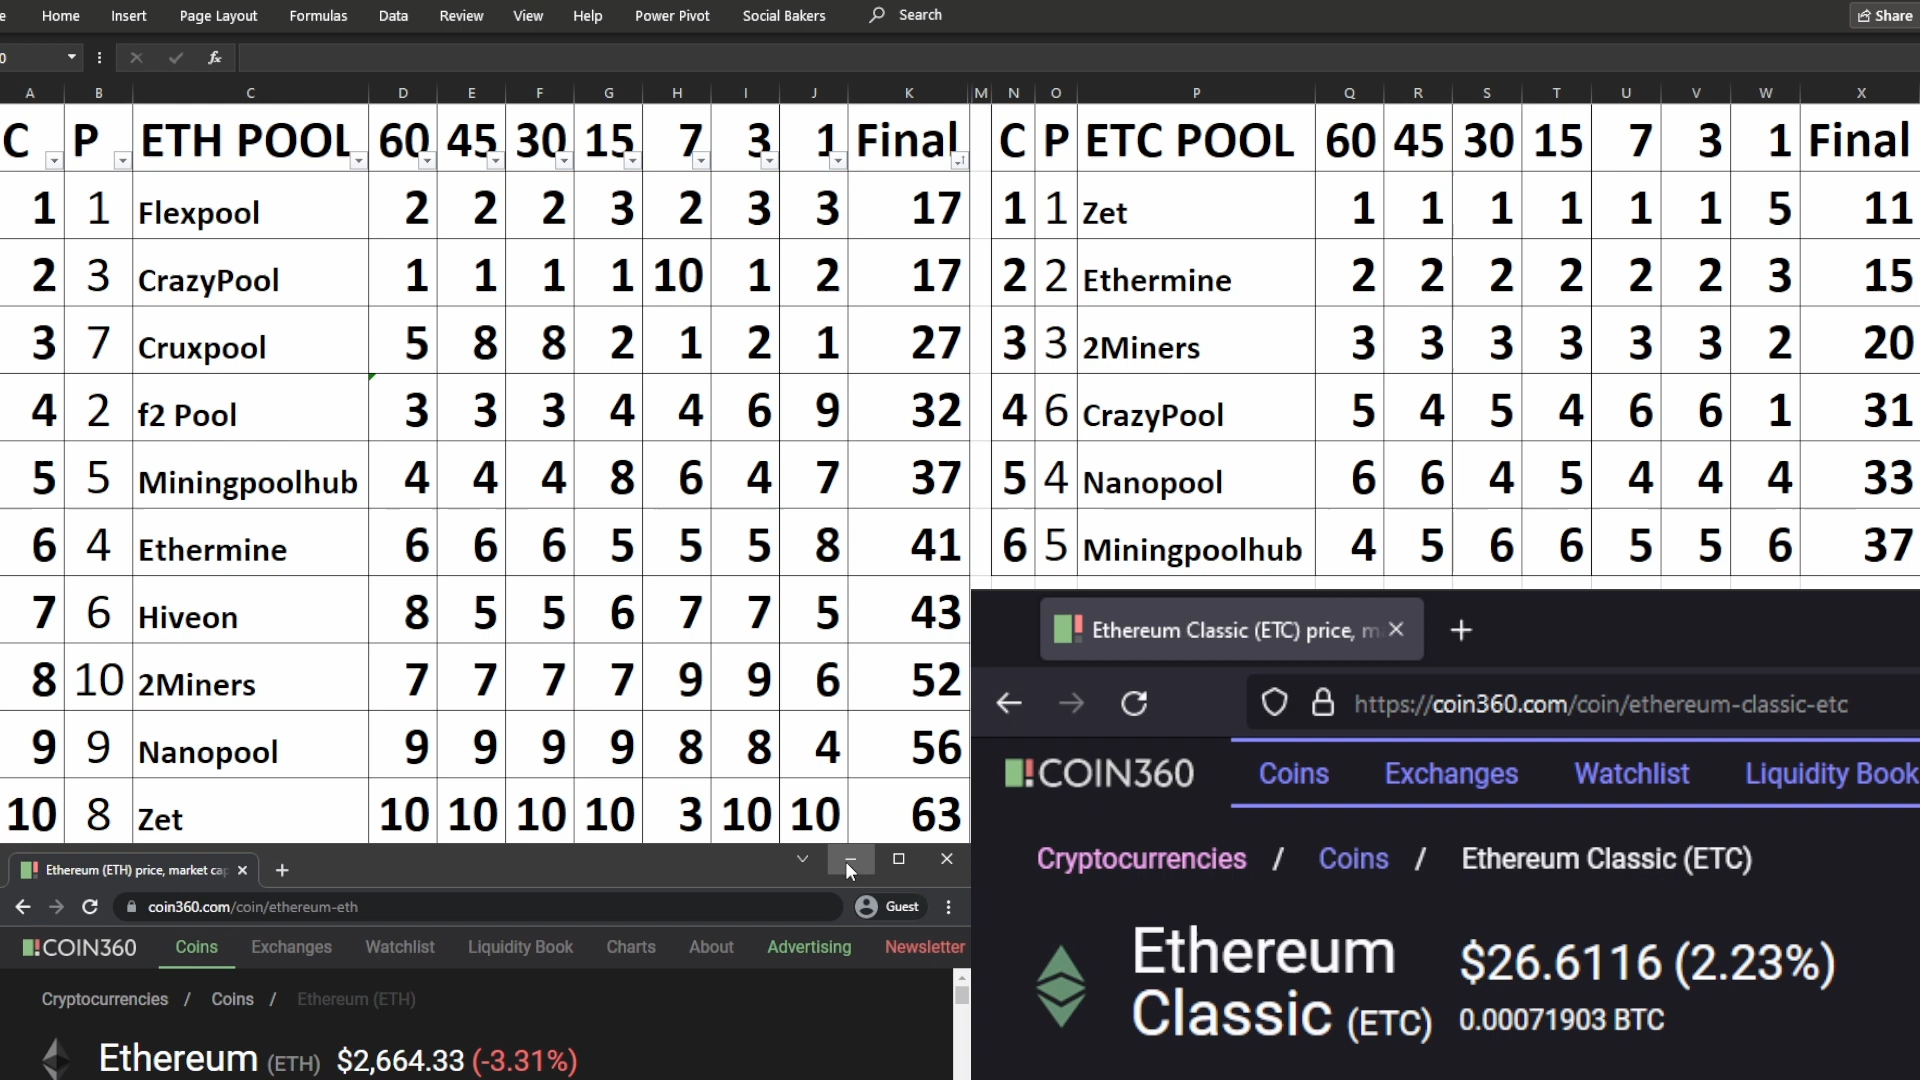 Home Insert Page Layout Formulas Data Review View Help Power Pivot Social Bakers Search Share
0 fx
A B C D E F G H I J K M N O P Q R S T U V W X
C P ETH POOL 60 45 30 15 7 3 1 Final C P ETC POOL 60 45 30 15 7 3 1 Final
1 1 Flexpool 2 2 2 3 2 3 3 17 1 1 Zet 1 1 1 1 1 1 5 11
2 3 CrazyPool 1 1 1 1 10 1 2 17 2 2 Ethermine 2 2 2 2 2 2 3 15
3 7 Cruxpool 5 8 8 2 1 2 1 27 3 3 2Miners 3 3 3 3 3 3 2 20
4 2 f2 Pool 3 3 3 4 4 6 9 32 4 6 CrazyPool 5 4 5 4 6 6 1 31
5 5 Miningpoolhub 4 4 4 8 6 4 7 37 5 4 Nanopool 6 6 4 5 4 4 4 33
6 4 Ethermine 6 6 6 5 5 5 8 41 6 5 Miningpoolhub 4 5 6 6 5 5 6 37
7 6 Hiveon 8 5 5 6 7 7 5 43
8 10 2Miners 7 7 7 7 9 9 6 52
9 9 Nanopool 9 9 9 9 8 8 4 56
10 8 Zet 10 10 10 10 3 10 10 63
Ethereum (ETH) price, market cap
coin360.com/coin/ethereum-eth Guest
COIN360 Coins Exchanges Watchlist Liquidity Book Charts About Advertising Newsletter
Cryptocurrencies / Coins / Ethereum (ETH)
Ethereum (ETH) $2,664.33 (-3.31%)
Ethereum Classic (ETC) price, m
https://coin360.com/coin/ethereum-classic-etc
COIN360 Coins Exchanges Watchlist Liquidity Book
Cryptocurrencies / Coins / Ethereum Classic (ETC)
Ethereum $26.6116 (2.23%)
Classic (ETC) 0.00071903 BTC